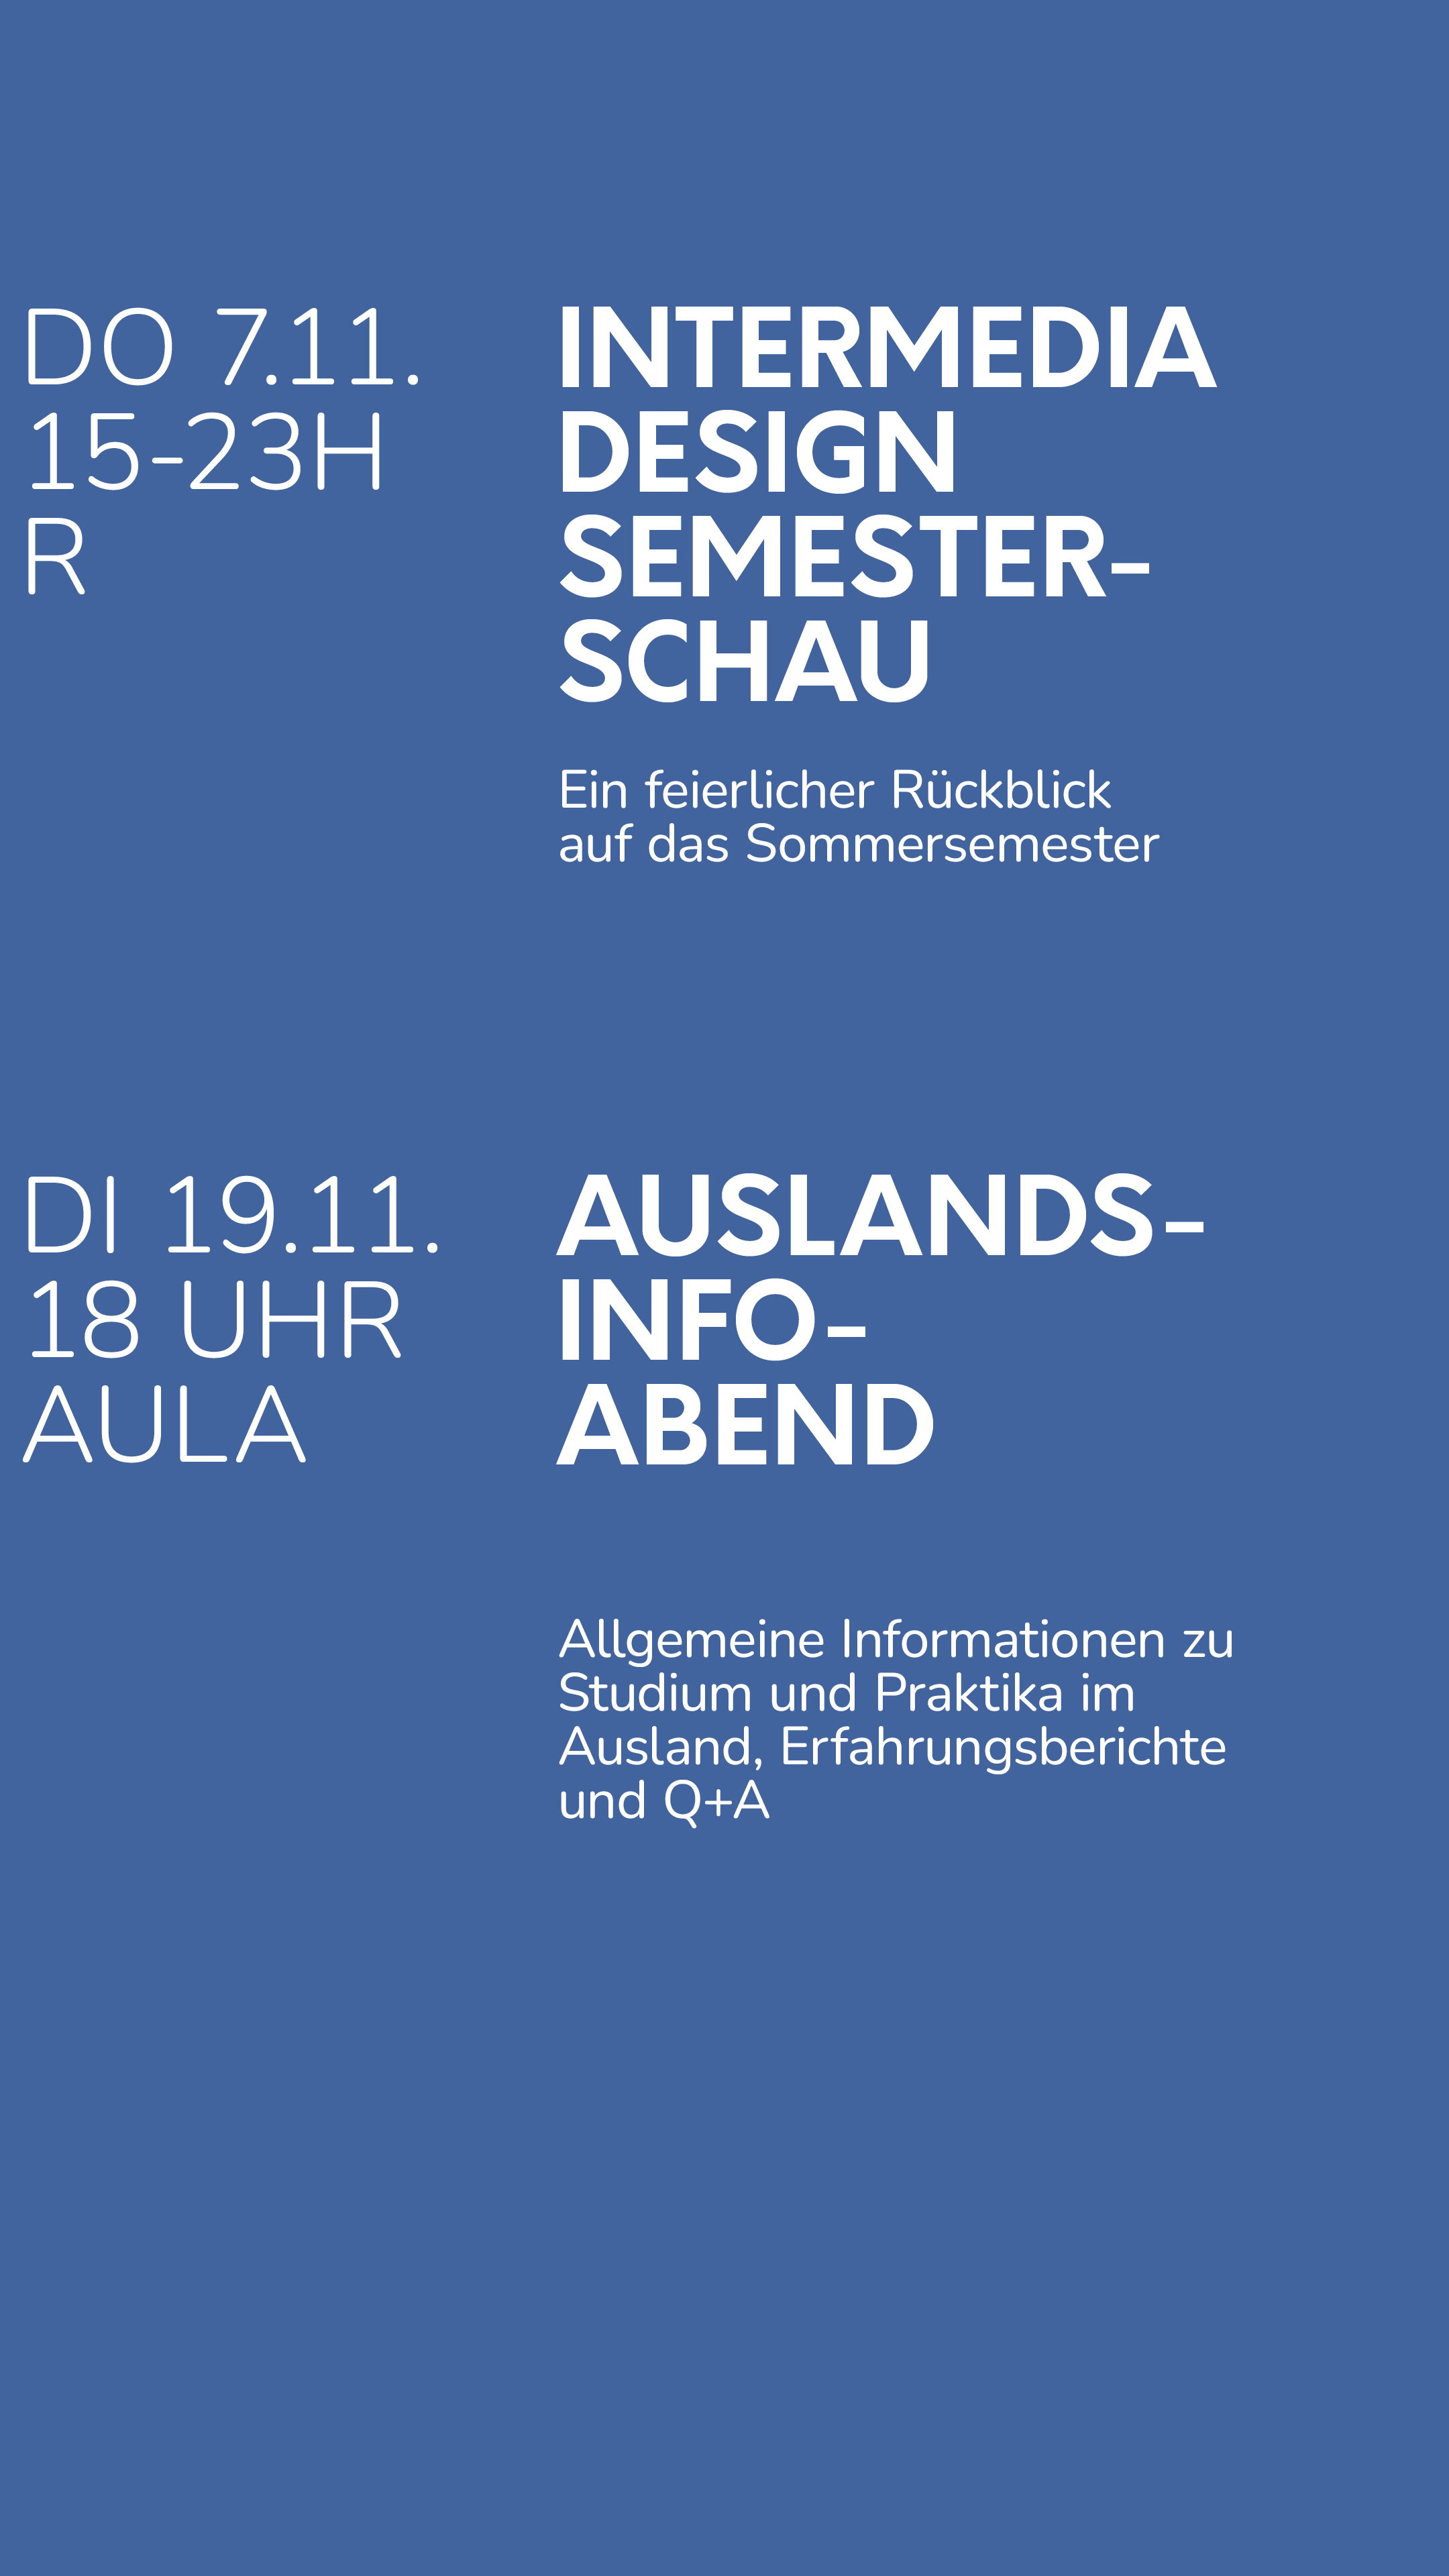 DO 7.11.
15-23H
R
INTERMEDIA
DESIGN
SEMESTER-
SCHAU
Ein feierlicher Rückblick
auf das Sommersemester
DI 19.11.
18 UHR
AULA
AUSLANDS-
INFO-
ABEND
Allgemeine Informationen zu
Studium und Praktika im
Ausland, Erfahrungsberichte
und Q+A